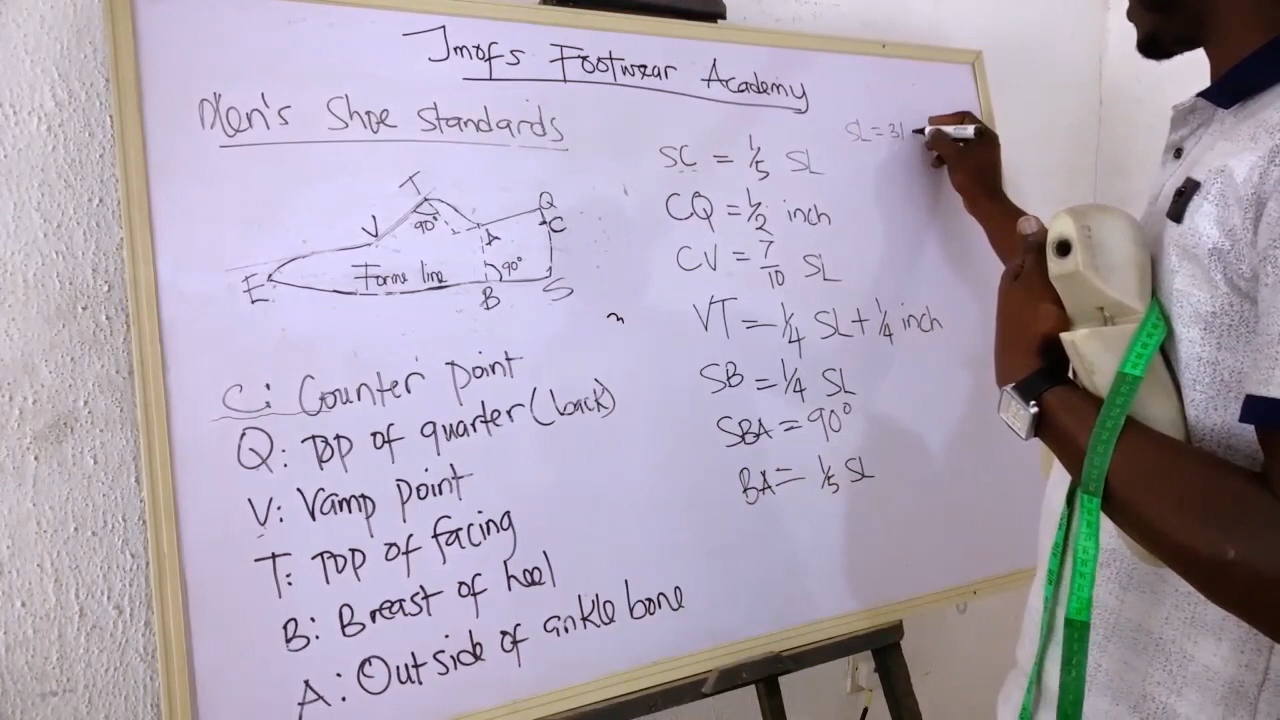 Jmofs Footwear Academy
Men's Shoe Standards
SL = 31
SC = 1/5 SL
CQ = 1/2 inch
CV = 7/10 SL
VT = 1/4 SL + 1/4 inch
SB = 1/4 SL
SBA = 90°
BA = 1/5 SL
T
Q
V
90°
A
C
E
Forme line
90°
B
S
C: Counter point
Q: Top of quarter (back)
V: Vamp point
T: Top of facing
B: Breast of heel
A: Outside of ankle bone